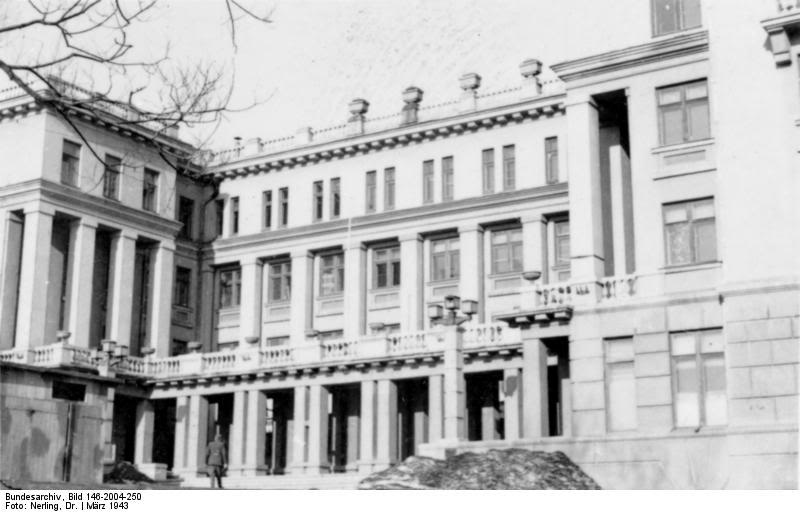 Bundesarchiv, Bild 146-2004-250
Foto: Nerling, Dr. | März 1943